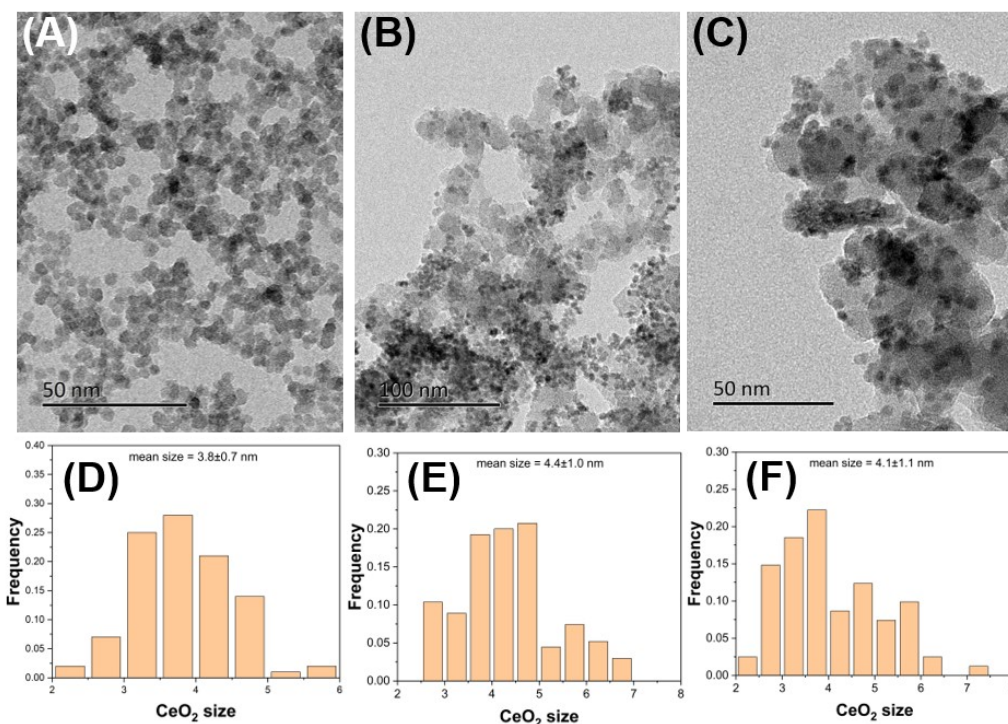 (A)
(B)
(C)
50 nm
100 nm
50 nm
(D)
mean size = 3.8±0.7 nm
0.40
0.35
0.30
0.25
0.20
0.15
0.10
0.05
0.00
Frequency
2 3 4 5 6
CeO₂ size
(E)
mean size = 4.4±1.0 nm
0.30
0.25
0.20
0.15
0.10
0.05
0.00
Frequency
2 3 4 5 6 7 8
CeO₂ size
(F)
mean size = 4.1±1.1 nm
0.30
0.25
0.20
0.15
0.10
0.05
0.00
Frequency
2 3 4 5 6 7
CeO₂ size